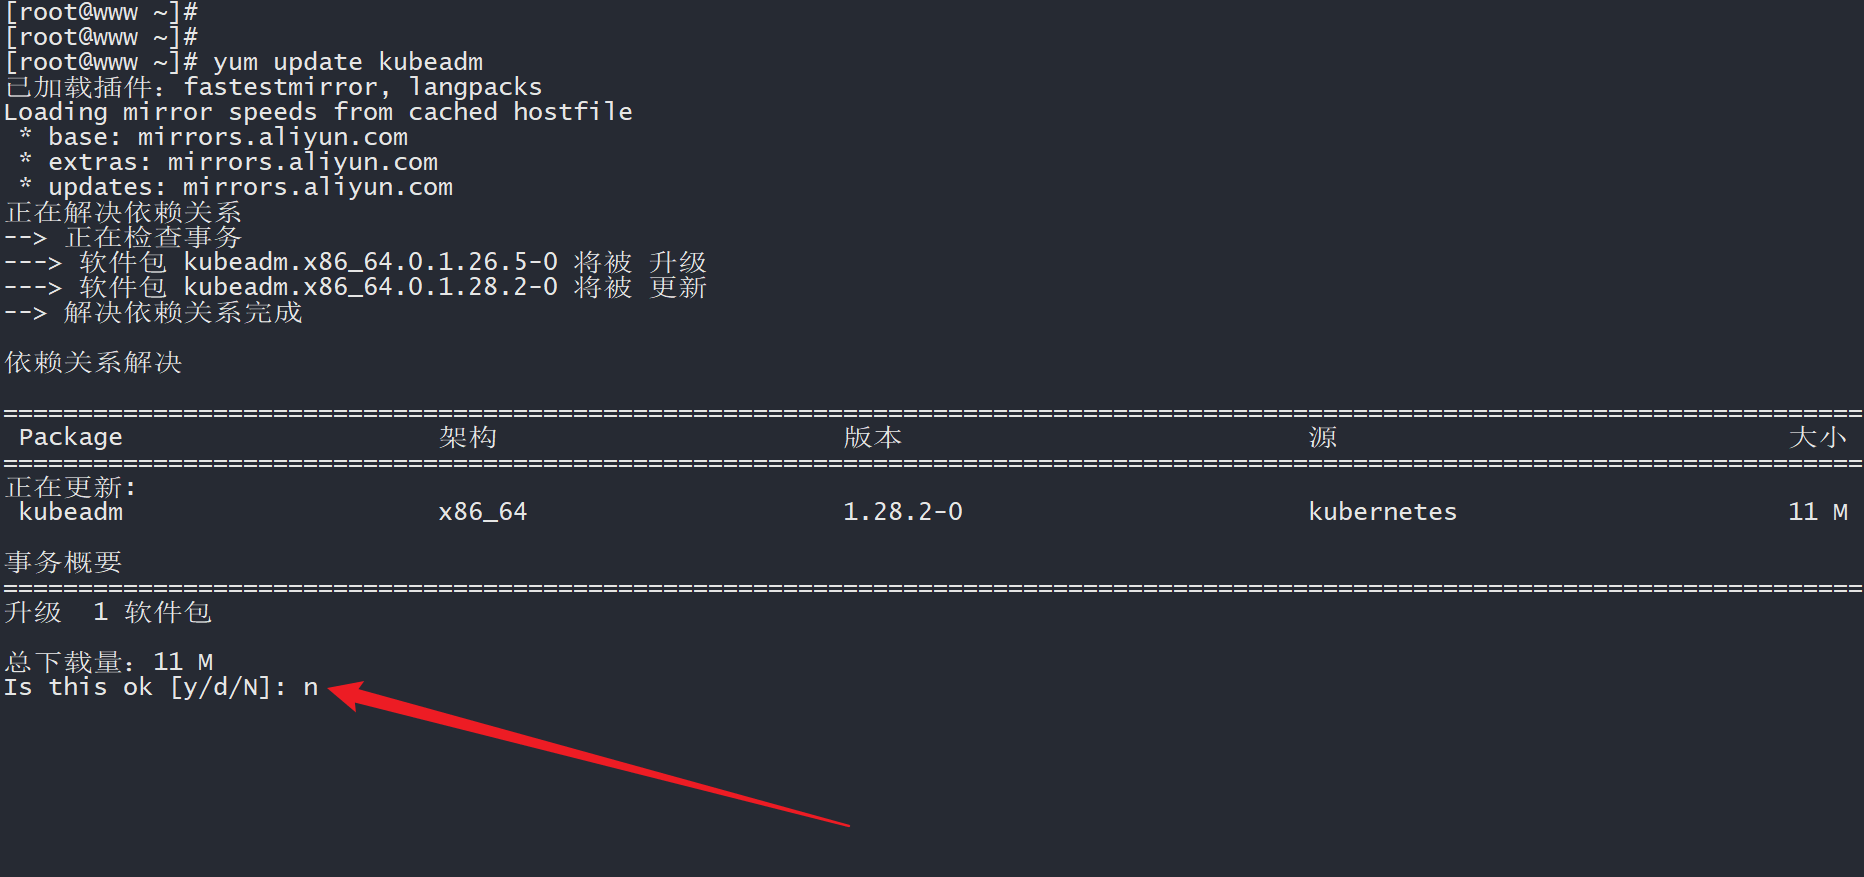 [root@www ~]#
[root@www ~]#
[root@www ~]# yum update kubeadm
已加载插件：fastestmirror, langpacks
Loading mirror speeds from cached hostfile
 * base: mirrors.aliyun.com
 * extras: mirrors.aliyun.com
 * updates: mirrors.aliyun.com
正在解决依赖关系
--> 正在检查事务
---> 软件包 kubeadm.x86_64.0.1.26.5-0 将被 升级
---> 软件包 kubeadm.x86_64.0.1.28.2-0 将被 更新
--> 解决依赖关系完成
依赖关系解决
Package 架构 版本 源 大小
正在更新:
kubeadm x86_64 1.28.2-0 kubernetes 11 M
事务概要
升级  1 软件包
总下载量：11 M
Is this ok [y/d/N]: n